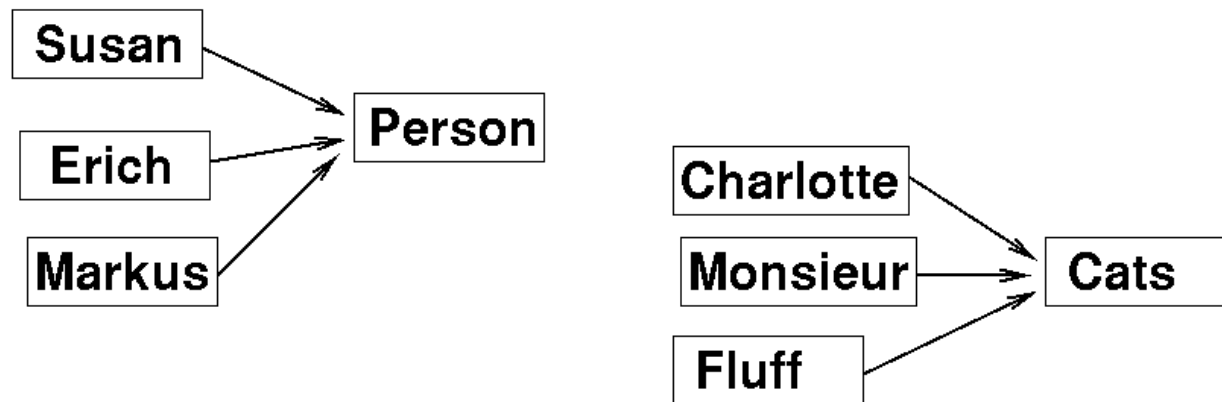 Susan
Person
Erich
Markus
Charlotte
Monsieur
Cats
Fluff